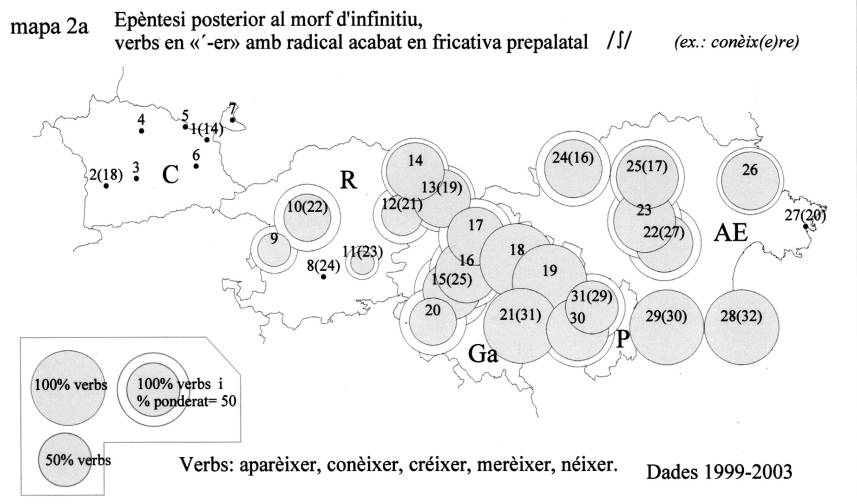 mapa 2a
Epèntesi posterior al morf d'infinitiu,
verbs en «´-er» amb radical acabat en fricativa prepalatal /ʃ/ (ex.: conèix(e)re)
7
4
5
1(14)
6
3
2(18)
C
R
14
13(19)
12(21)
10(22)
9
11(23)
8(24)
17
16
15(25)
18
19
20
21(31)
31(29)
30
Ga
P
24(16)
25(17)
26
23
22(27)
AE
27(20)
29(30)
28(32)
100% verbs
100% verbs i
% ponderat= 50
50% verbs
Verbs: aparèixer, conèixer, créixer, merèixer, néixer.
Dades 1999-2003